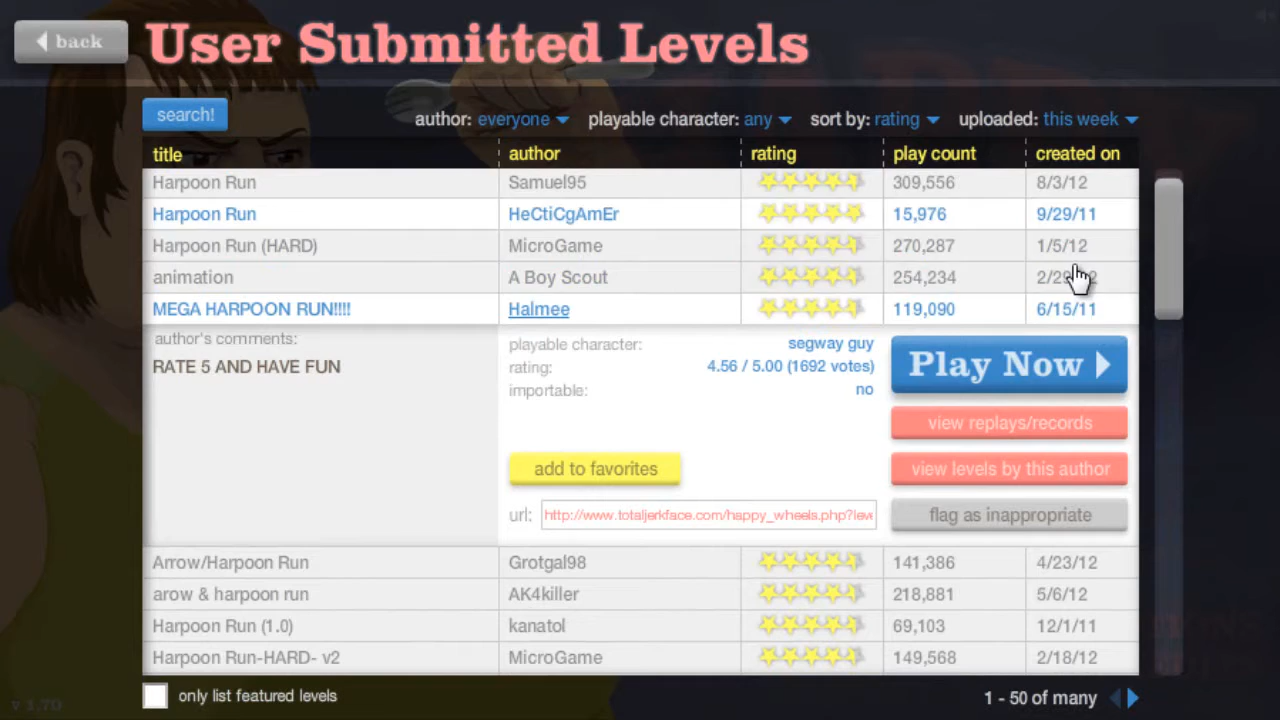 back
User Submitted Levels
search!
author: everyone
playable character: any
sort by: rating
uploaded: this week
title author rating play count created on
Harpoon Run Samuel95 309,556 8/3/12
Harpoon Run HeCtiCgAmEr 15,976 9/29/11
Harpoon Run (HARD) MicroGame 270,287 1/5/12
animation A Boy Scout 254,234
MEGA HARPOON RUN!!!! Halmee 119,090 6/15/11
author's comments:
RATE 5 AND HAVE FUN
playable character: segway guy
rating: 4.56 / 5.00 (1692 votes)
importable: no
add to favorites
url: http://www.totaljerkface.com/happy_wheels.php?leve
Play Now
view replays/records
view levels by this author
flag as inappropriate
Arrow/Harpoon Run Grotgal98 141,386 4/23/12
arow & harpoon run AK4killer 218,881 5/6/12
Harpoon Run (1.0) kanatol 69,103 12/1/11
Harpoon Run-HARD- v2 MicroGame 149,568 2/18/12
only list featured levels
1 - 50 of many
v 1.70